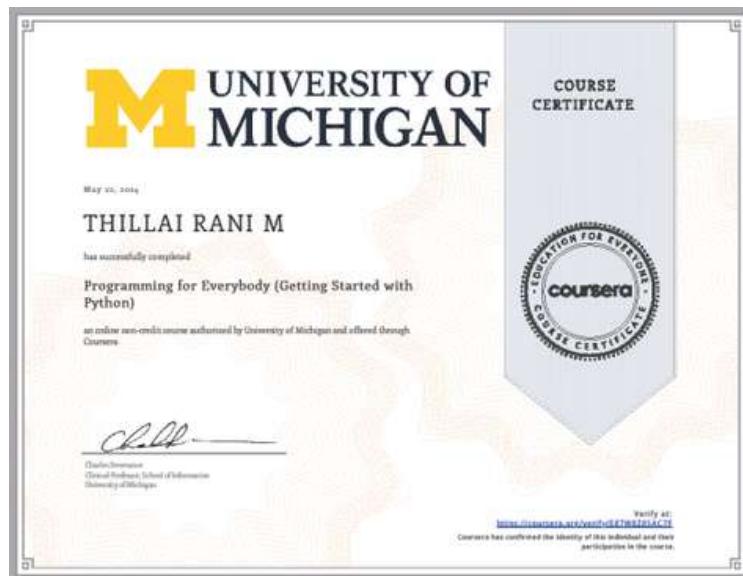 UNIVERSITY OF
MICHIGAN
COURSE
CERTIFICATE
THILLAI RANI M
has successfully completed
Programming for Everybody (Getting Started with
Python)
an online non-credit course authorized by University of Michigan and offered through
Coursera
EDUCATION FOR EVERYONE
coursera
COURSE CERTIFICATE
Charles Severance
Clinical Professor, School of Information
University of Michigan
Verify at:
Coursera has confirmed the identity of this individual and their
participation in the course.